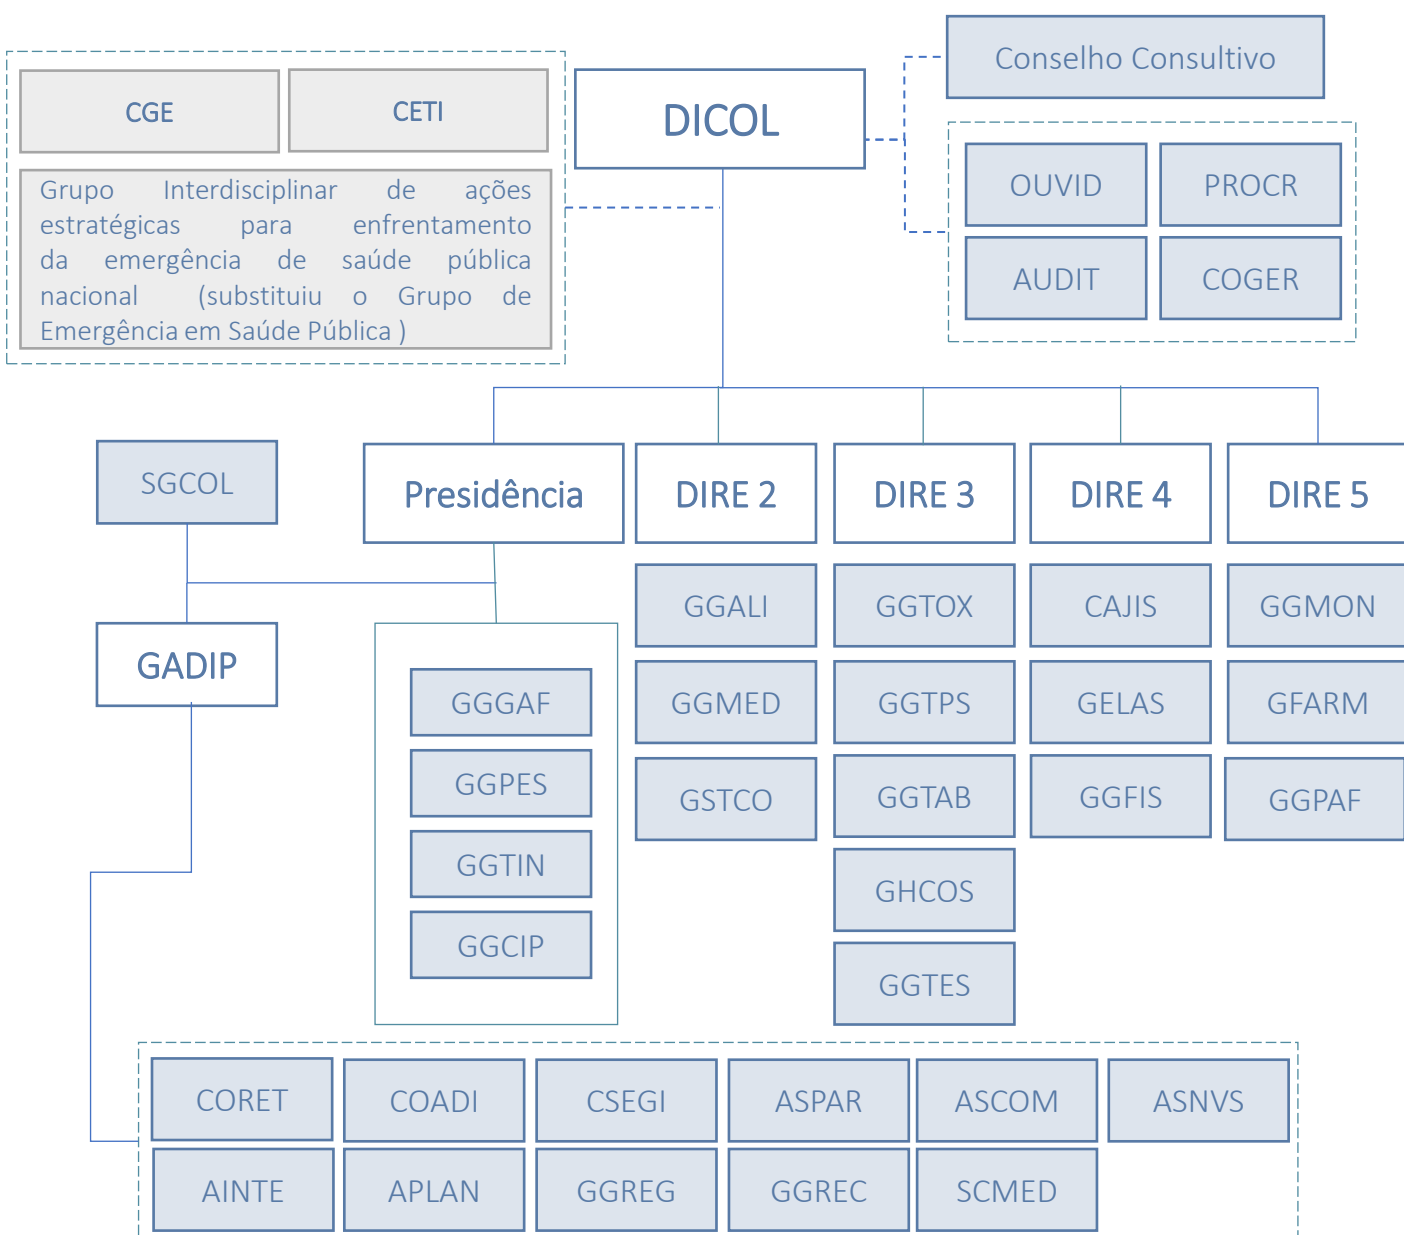 Conselho Consultivo
CGE
CETI
DICOL
Grupo Interdisciplinar de ações
estratégicas para enfrentamento
da emergência de saúde pública
nacional (substituiu o Grupo de
Emergência em Saúde Pública )
OUVID
PROCR
AUDIT
COGER
SGCOL
Presidência
DIRE 2
DIRE 3
DIRE 4
DIRE 5
GADIP
GGALI
GGTOX
CAJIS
GGMON
GGMED
GGTPS
GELAS
GFARM
GSTCO
GGTAB
GGFIS
GGPAF
GHCOS
GGTES
GGGAF
GGPES
GGTIN
GGCIP
CORET
COADI
CSEGI
ASPAR
ASCOM
ASNVS
AINTE
APLAN
GGREG
GGREC
SCMED